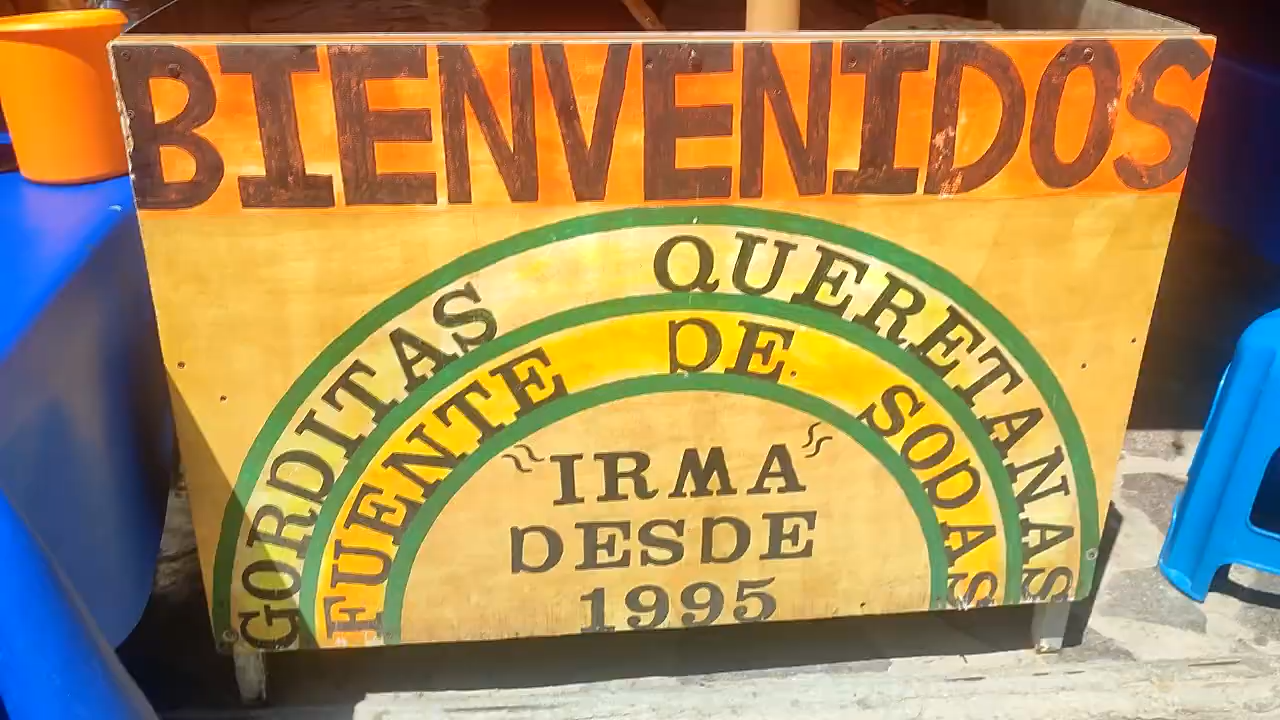 BIENVENIDOS
GORDITAS QUERETANAS
FUENTE DE SODAS
"IRMA"
DESDE
1995